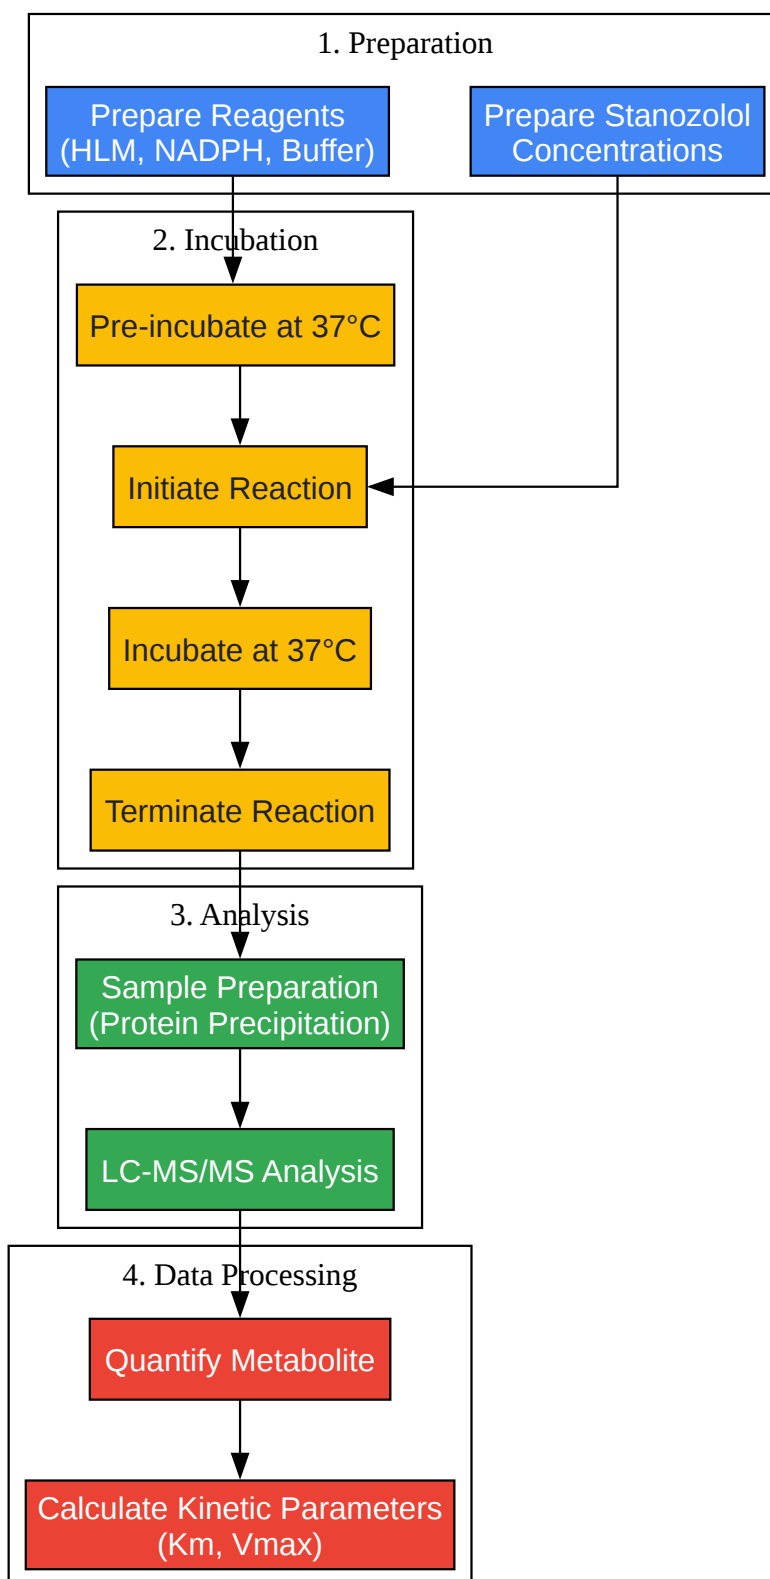 1. Preparation
Prepare Reagents
(HLM, NADPH, Buffer)
Prepare Stanozolol
Concentrations
2. Incubation
Pre-incubate at 37°C
Initiate Reaction
Incubate at 37°C
Terminate Reaction
3. Analysis
Sample Preparation
(Protein Precipitation)
LC-MS/MS Analysis
4. Data Processing
Quantify Metabolite
Calculate Kinetic Parameters
(Km, Vmax)